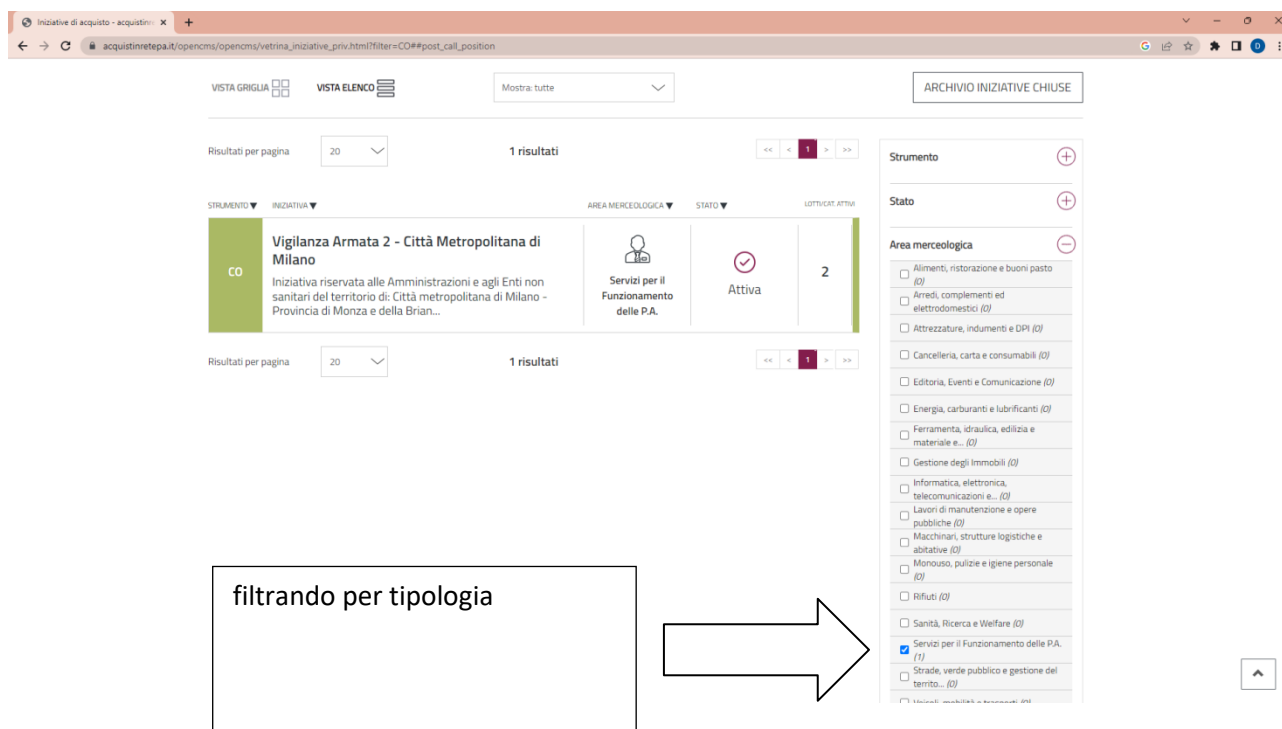 Iniziative di acquisto - acquistinr
acquistinretepa.it/opencms/opencms/vetrina_iniziative_priv.html?filter=CO##post_call_position
G
D
VISTA GRIGLIA
VISTA ELENCO
Mostra: tutte
ARCHIVIO INIZIATIVE CHIUSE
Risultati per pagina
20
1 risultati
<< < 1 > >>
STRUMENTO▼ INIZIATIVA▼ AREA MERCEOLOGICA▼ STATO▼ LOTTI/CAT. ATTIVI
CO
Vigilanza Armata 2 - Città Metropolitana di
Milano
Iniziativa riservata alle Amministrazioni e agli Enti non
sanitari del territorio di: Città metropolitana di Milano -
Provincia di Monza e della Brian...
Servizi per il
Funzionamento
delle P.A.
Attiva
2
Risultati per pagina
20
1 risultati
<< < 1 > >>
Strumento
Stato
Area merceologica
Alimenti, ristorazione e buoni pasto
(0)
Arredi, complementi ed
elettrodomestici (0)
Attrezzature, indumenti e DPI (0)
Cancelleria, carta e consumabili (0)
Editoria, Eventi e Comunicazione (0)
Energia, carburanti e lubrificanti (0)
Ferramenta, idraulica, edilizia e
materiale e... (0)
Gestione degli Immobili (0)
Informatica, elettronica,
telecomunicazioni e... (0)
Lavori di manutenzione e opere
pubbliche (0)
Macchinari, strutture logistiche e
abitative (0)
Monouso, pulizie e igiene personale
(0)
Rifiuti (0)
Sanità, Ricerca e Welfare (0)
Servizi per il Funzionamento delle P.A.
(1)
Strade, verde pubblico e gestione del
territo... (0)
Veicoli, mobilità e trasporti (0)
filtrando per tipologia